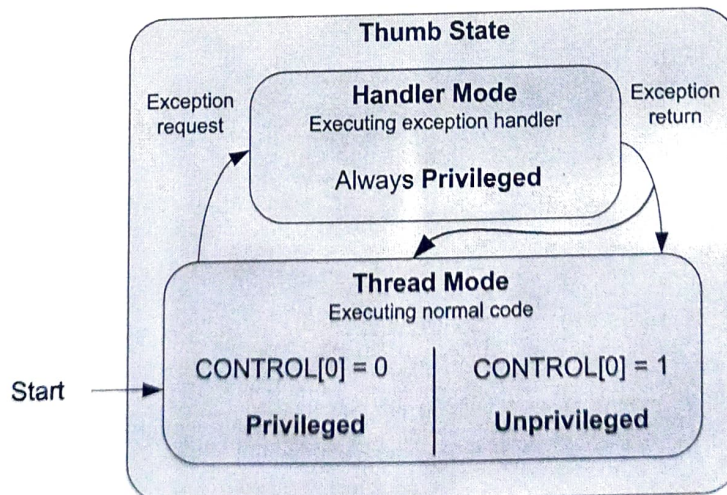 Thumb State
Exception
request
Handler Mode
Executing exception handler
Always Privileged
Exception
return
Thread Mode
Executing normal code
Start
CONTROL[0] = 0
Privileged
CONTROL[0] = 1
Unprivileged